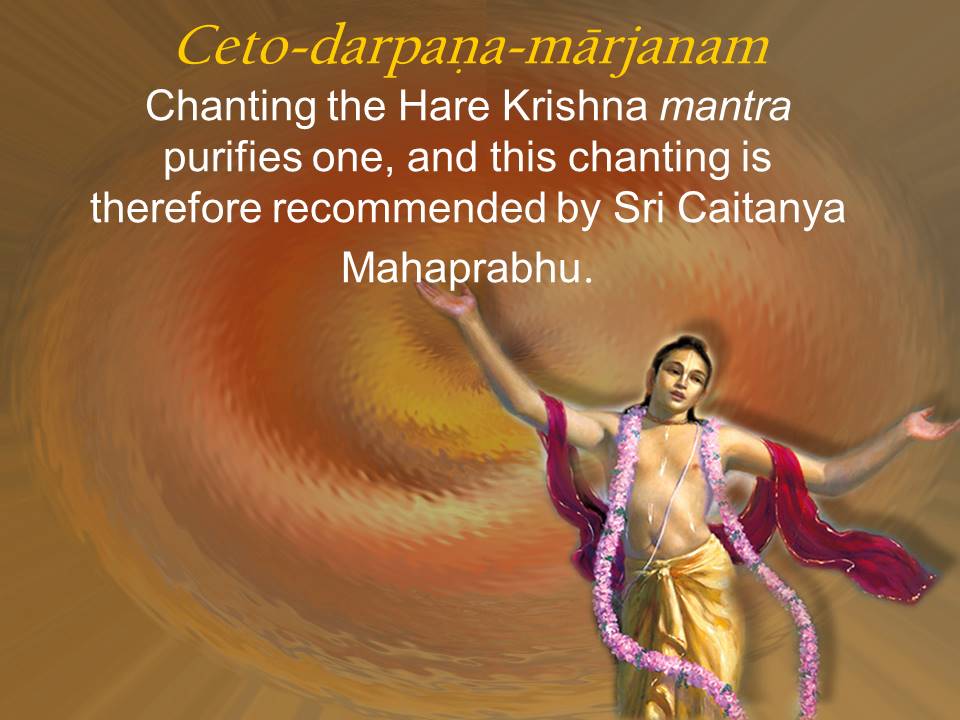 Ceto-darpaṇa-mārjanam
Chanting the Hare Krishna mantra
purifies one, and this chanting is
therefore recommended by Sri Caitanya
Mahaprabhu.